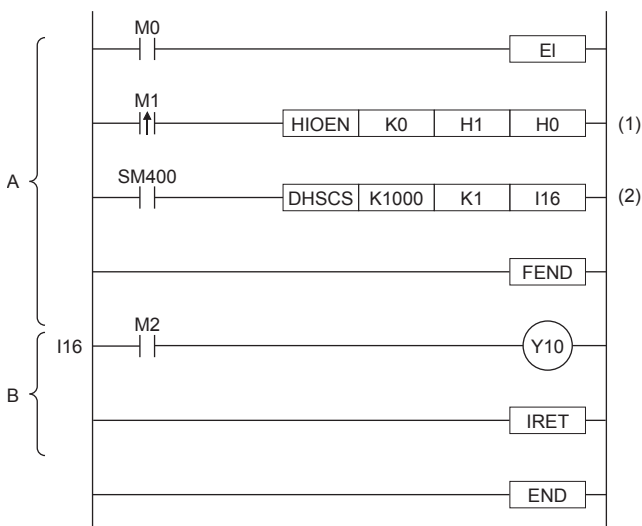 M0
EI
M1
HIOEN K0 H1 H0 (1)
A
SM400
DHSCS K1000 K1 I16 (2)
FEND
M2
I16 Y10
B
IRET
END